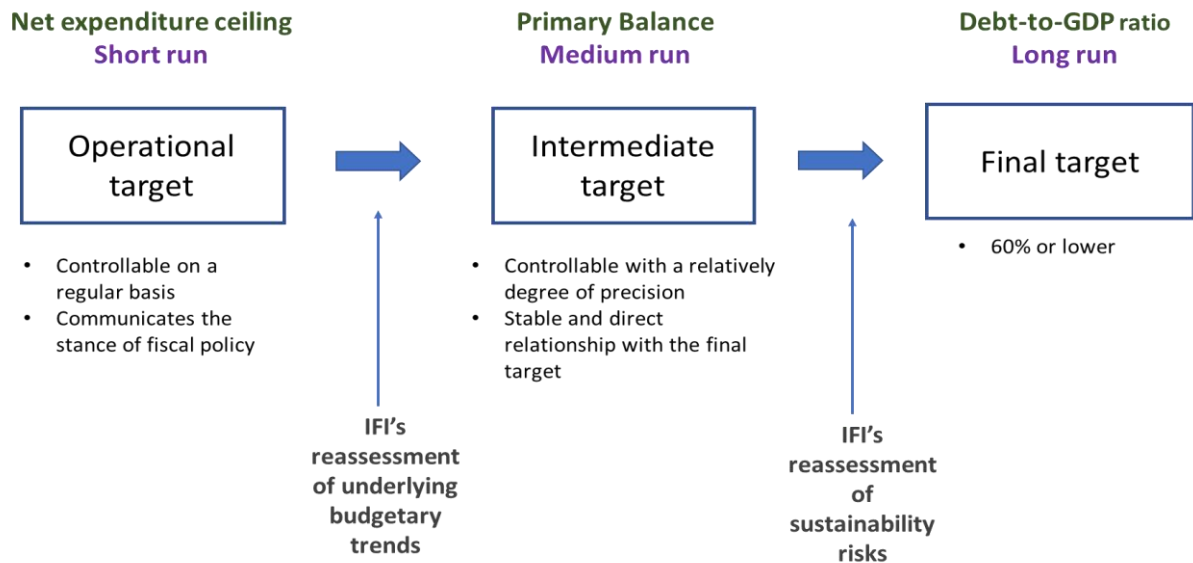 Net expenditure ceiling
Short run
Primary Balance
Medium run
Debt-to-GDP ratio
Long run
Operational
target
Intermediate
target
Final target
• Controllable on a
regular basis
• Communicates the
stance of fiscal policy
• Controllable with a relatively
degree of precision
• Stable and direct
relationship with the final
target
• 60% or lower
IFI’s
reassessment
of underlying
budgetary
trends
IFI’s
reassessment
of
sustainability
risks